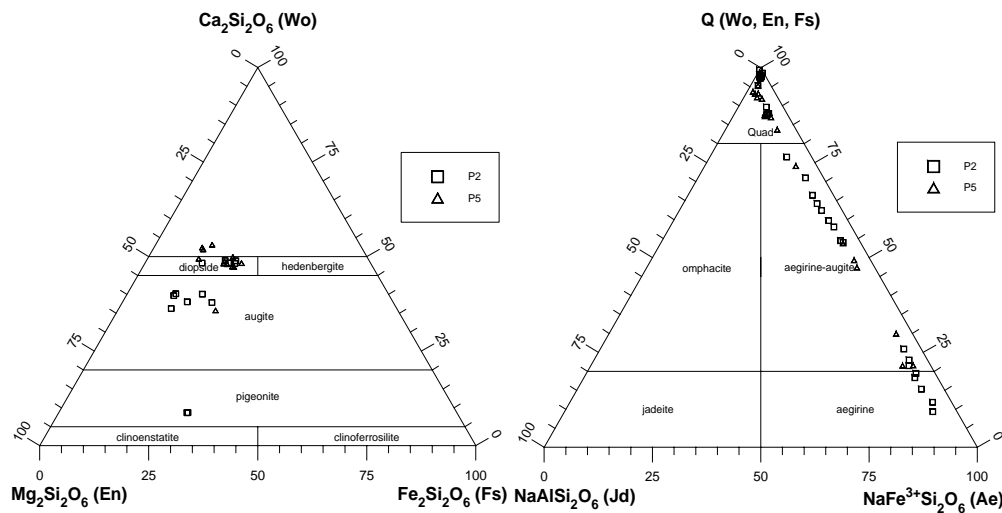 Ca₂Si₂O₆ (Wo)
0 100
25 75
P2
P5
50 50
diopside hedenbergite
augite
75 25
pigeonite
100 clinoenstatite clinoferrosilite 0
0 25 50 75 100
Mg₂Si₂O₆ (En) Fe₂Si₂O₆ (Fs)
Q (Wo, En, Fs)
0 100
Quad
25 75
P2
P5
50 50
omphacite aegirine-augite
75 25
jadeite aegirine
100 0
0 25 50 75 100
NaAlSi₂O₆ (Jd) NaFe³⁺Si₂O₆ (Ae)